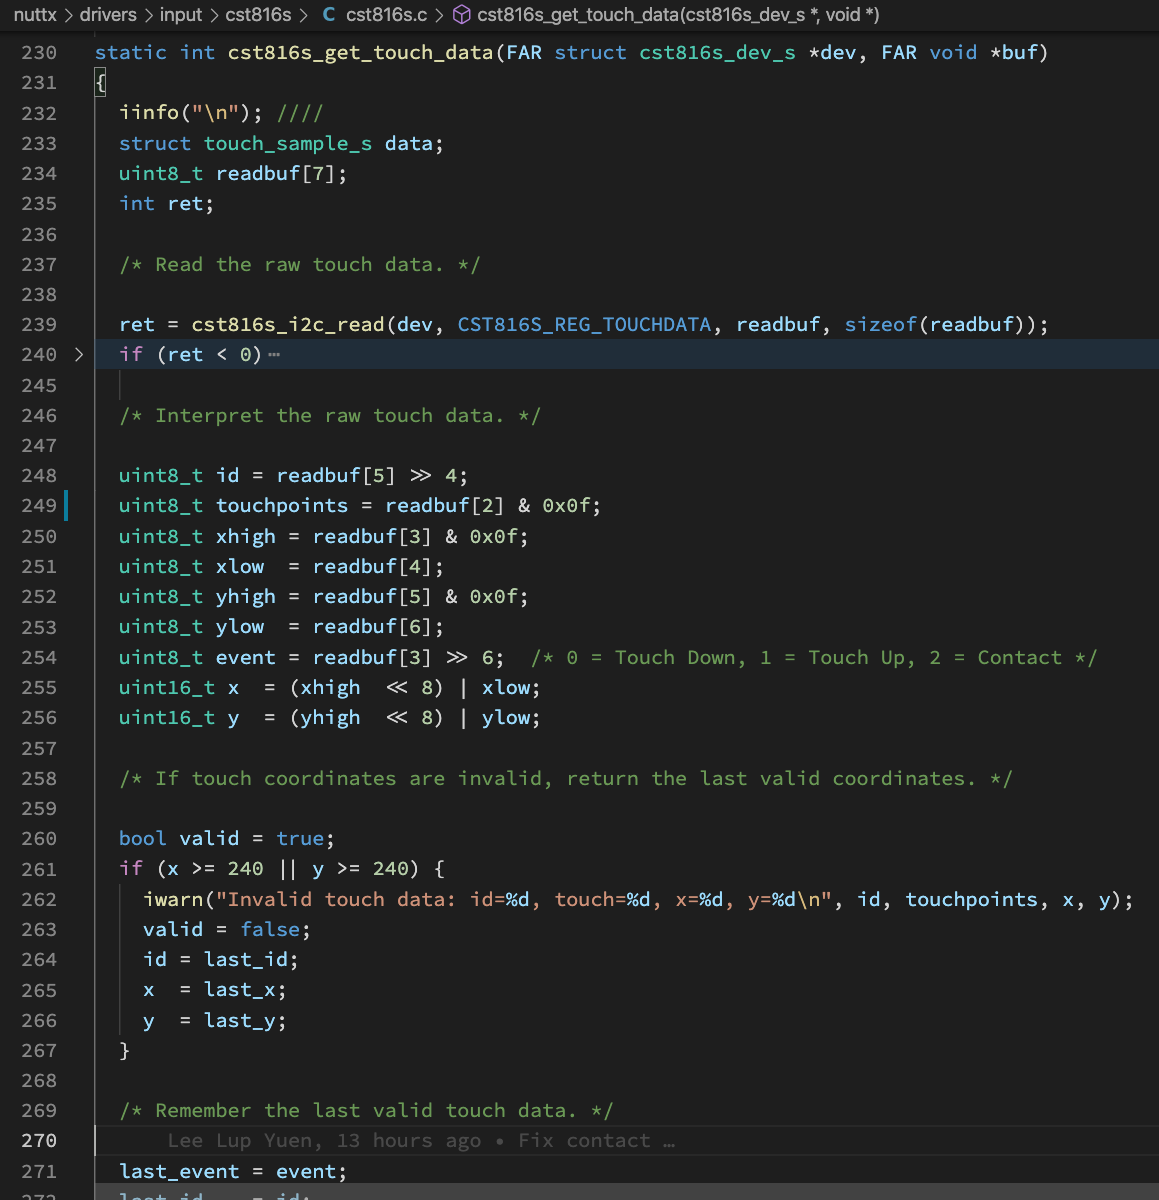 nuttx > drivers > input > cst816s > C cst816s.c > cst816s_get_touch_data(cst816s_dev_s *, void *)
230 static int cst816s_get_touch_data(FAR struct cst816s_dev_s *dev, FAR void *buf)
231 {
232   iinfo("\n"); ////
233   struct touch_sample_s data;
234   uint8_t readbuf[7];
235   int ret;
236
237   /* Read the raw touch data. */
238
239   ret = cst816s_i2c_read(dev, CST816S_REG_TOUCHDATA, readbuf, sizeof(readbuf));
240 >   if (ret < 0)⋯
245
246   /* Interpret the raw touch data. */
247
248   uint8_t id = readbuf[5] >> 4;
249   uint8_t touchpoints = readbuf[2] & 0x0f;
250   uint8_t xhigh = readbuf[3] & 0x0f;
251   uint8_t xlow  = readbuf[4];
252   uint8_t yhigh = readbuf[5] & 0x0f;
253   uint8_t ylow  = readbuf[6];
254   uint8_t event = readbuf[3] >> 6;  /* 0 = Touch Down, 1 = Touch Up, 2 = Contact */
255   uint16_t x  = (xhigh  << 8) | xlow;
256   uint16_t y  = (yhigh  << 8) | ylow;
257
258   /* If touch coordinates are invalid, return the last valid coordinates. */
259
260   bool valid = true;
261   if (x >= 240 || y >= 240) {
262     iwarn("Invalid touch data: id=%d, touch=%d, x=%d, y=%d\n", id, touchpoints, x, y);
263     valid = false;
264     id = last_id;
265     x  = last_x;
266     y  = last_y;
267   }
268
269   /* Remember the last valid touch data. */
270       Lee Lup Yuen, 13 hours ago • Fix contact …
271   last_event = event;
272   last_id    = id;